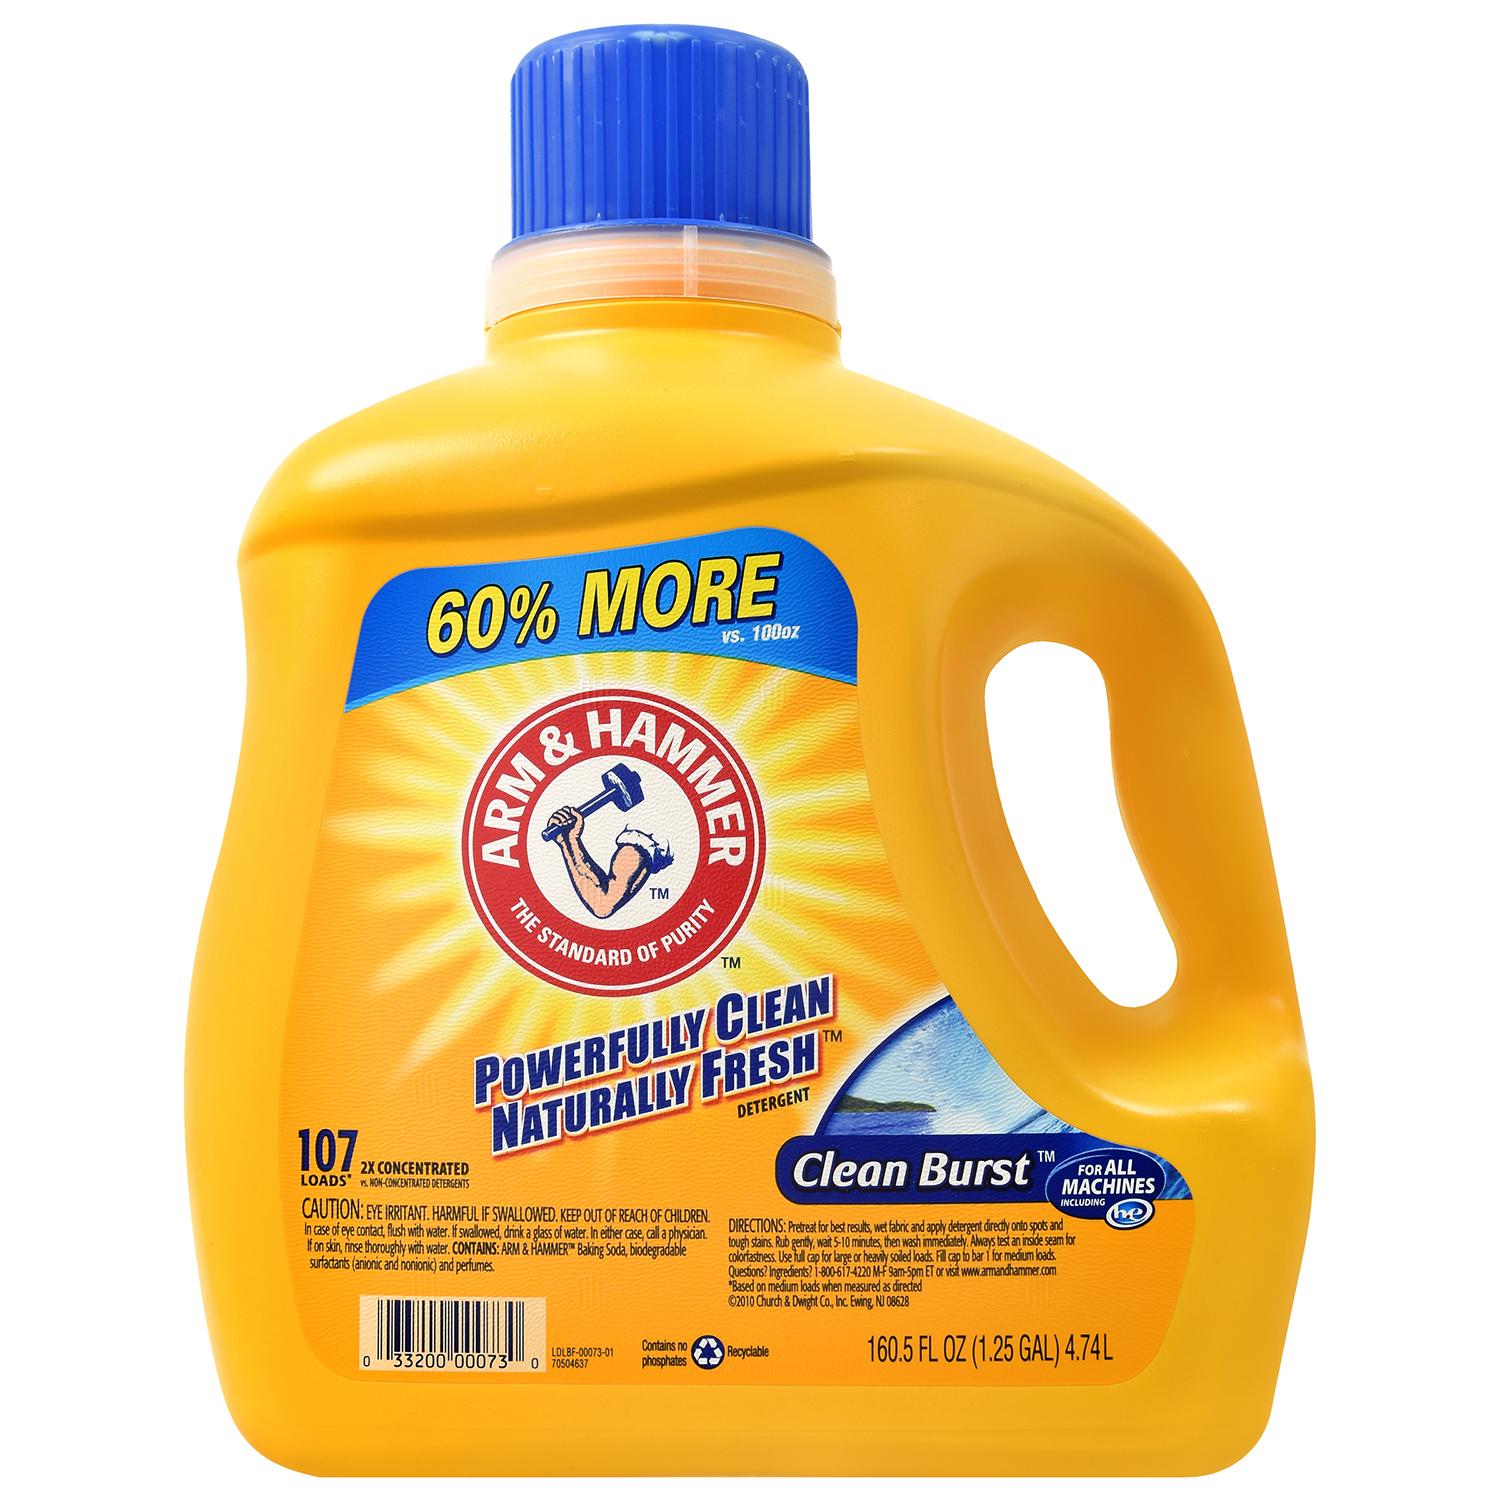 60% MORE
vs. 100oz
ARM & HAMMER
THE STANDARD OF PURITY
TM
TM
POWERFULLY CLEAN
NATURALLY FRESH™
DETERGENT
107
LOADS*
2X CONCENTRATED
vs. NON-CONCENTRATED DETERGENTS
Clean Burst™
FOR ALL
MACHINES
INCLUDING
he
CAUTION: EYE IRRITANT. HARMFUL IF SWALLOWED. KEEP OUT OF REACH OF CHILDREN.
In case of eye contact, flush with water. If swallowed, drink a glass of water. In either case, call a physician.
If on skin, rinse thoroughly with water. CONTAINS: ARM & HAMMER™ Baking Soda, biodegradable
surfactants (anionic and nonionic) and perfumes.
DIRECTIONS: Pretreat for best results, wet fabric and apply detergent directly onto spots and
tough stains. Rub gently, wait 5-10 minutes, then wash immediately. Always test an inside seam for
colorfastness. Use full cap for large or heavily soiled loads. Fill cap to bar 1 for medium loads.
Questions? Ingredients? 1-800-617-4220 M-F 9am-5pm ET or visit www.armandhammer.com
*Based on medium loads when measured as directed
©2010 Church & Dwight Co., Inc. Ewing, NJ 08628
0 33200 00073 0
LDLBF-00073-01
70504637
Contains no
phosphates
Recyclable
160.5 FL OZ (1.25 GAL) 4.74 L